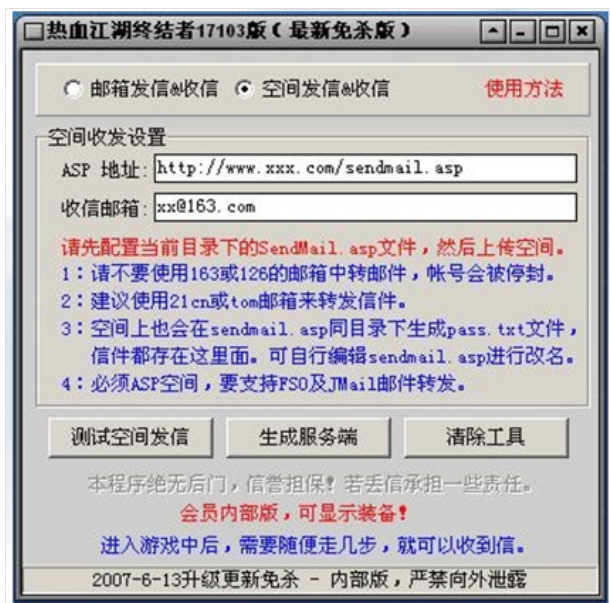 热血江湖终结者17103版(最新免杀版)
邮箱发信&收信 空间发信&收信 使用方法
空间收发设置
ASP 地址: http://www.xxx.com/sendmail.asp
收信邮箱: xx@163.com
请先配置当前目录下的SendMail.asp文件，然后上传空间。
1：请不要使用163或126的邮箱中转邮件，帐号会被停封。
2：建议使用21cn或tom邮箱来转发信件。
3：空间上也会在sendmail.asp同目录下生成pass.txt文件，
信件都存在这里面。可自行编辑sendmail.asp进行改名。
4：必须ASP空间，要支持FSO及JMail邮件转发。
测试空间发信 生成服务端 清除工具
本程序绝无后门，信誉担保！若丢信承担一些责任。
会员内部版，可显示装备！
进入游戏中后，需要随便走几步，就可以收到信。
2007-6-13升级更新免杀 - 内部版，严禁向外泄露